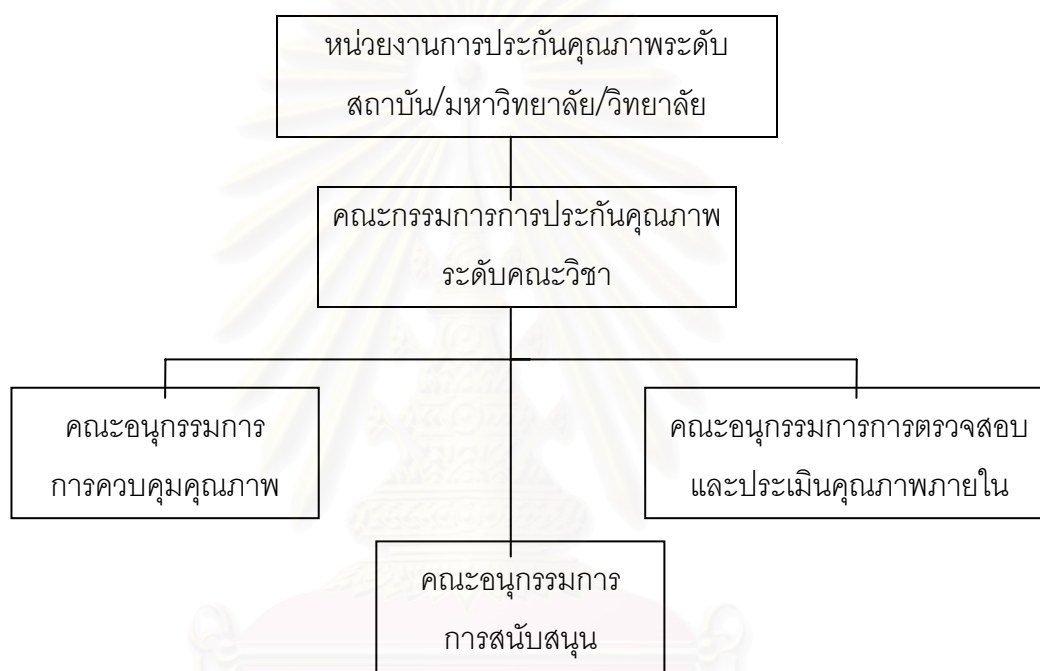 หน่วยงานการประกันคุณภาพระดับ
สถาบัน/มหาวิทยาลัย/วิทยาลัย
คณะกรรมการการประกันคุณภาพ
ระดับคณะวิชา
คณะอนุกรรมการ
การควบคุมคุณภาพ
คณะอนุกรรมการการตรวจสอบ
และประเมินคุณภาพภายใน
คณะอนุกรรมการ
การสนับสนุน